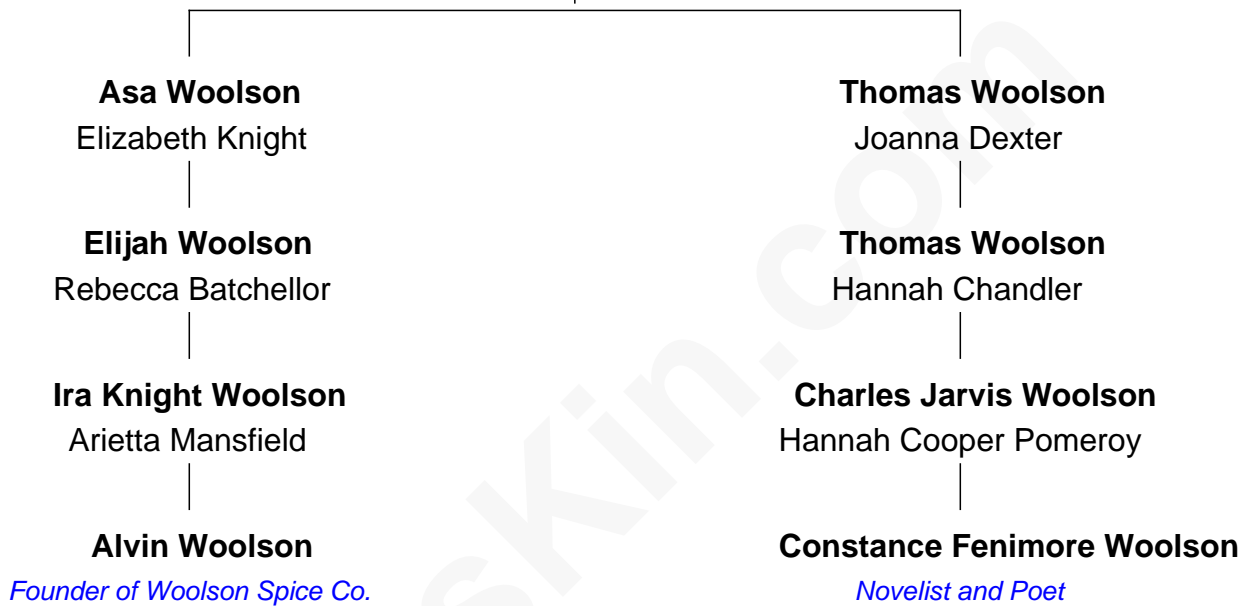 Asa Woolson
Elizabeth Knight
Thomas Woolson
Joanna Dexter
Elijah Woolson
Rebecca Batchellor
Thomas Woolson
Hannah Chandler
Ira Knight Woolson
Arietta Mansfield
Charles Jarvis Woolson
Hannah Cooper Pomeroy
Alvin Woolson
Founder of Woolson Spice Co.
Constance Fenimore Woolson
Novelist and Poet
sKin.com